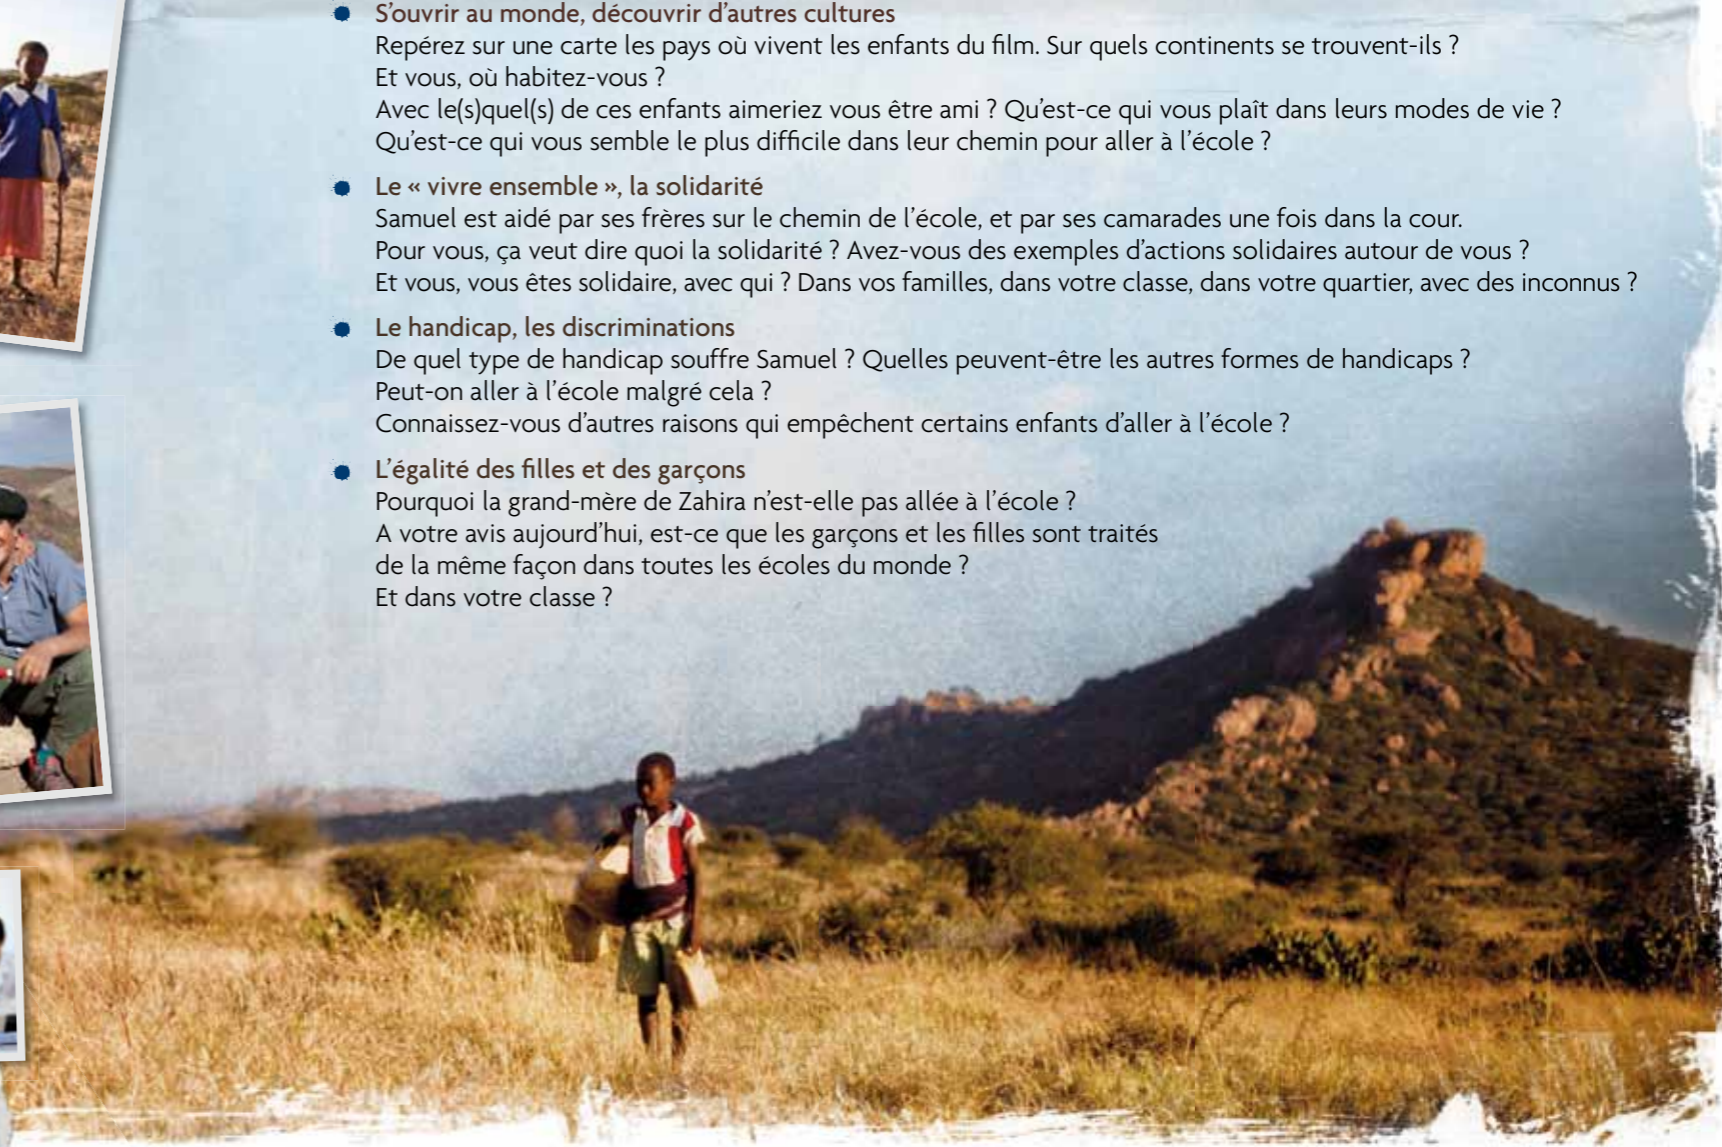 S’ouvrir au monde, découvrir d’autres cultures
Repérez sur une carte les pays où vivent les enfants du film. Sur quels continents se trouvent-ils ?
Et vous, où habitez-vous ?
Avec le(s)quel(s) de ces enfants aimeriez vous être ami ? Qu’est-ce qui vous plaît dans leurs modes de vie ?
Qu’est-ce qui vous semble le plus difficile dans leur chemin pour aller à l’école ?
Le « vivre ensemble », la solidarité
Samuel est aidé par ses frères sur le chemin de l’école, et par ses camarades une fois dans la cour.
Pour vous, ça veut dire quoi la solidarité ? Avez-vous des exemples d’actions solidaires autour de vous ?
Et vous, vous êtes solidaire, avec qui ? Dans vos familles, dans votre classe, dans votre quartier, avec des inconnus ?
Le handicap, les discriminations
De quel type de handicap souffre Samuel ? Quelles peuvent-être les autres formes de handicaps ?
Peut-on aller à l’école malgré cela ?
Connaissez-vous d’autres raisons qui empêchent certains enfants d’aller à l’école ?
L’égalité des filles et des garçons
Pourquoi la grand-mère de Zahira n’est-elle pas allée à l’école ?
A votre avis aujourd’hui, est-ce que les garçons et les filles sont traités
de la même façon dans toutes les écoles du monde ?
Et dans votre classe ?